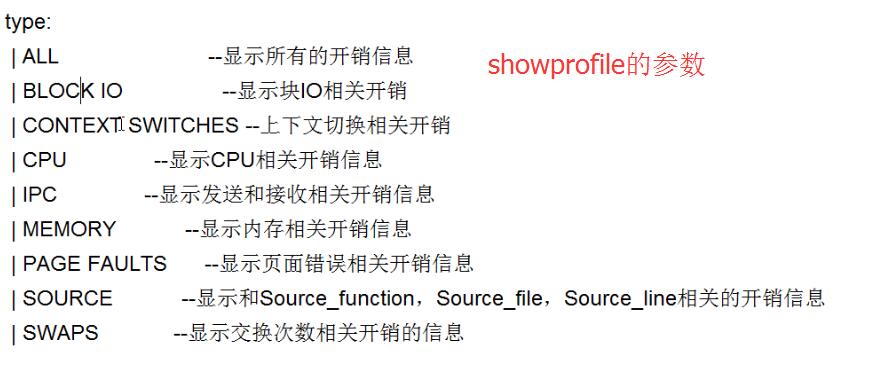 type:
| ALL --显示所有的开销信息
showprofile的参数
| BLOCK IO --显示块IO相关开销
| CONTEXT SWITCHES --上下文切换相关开销
| CPU --显示CPU相关开销信息
| IPC --显示发送和接收相关开销信息
| MEMORY --显示内存相关开销信息
| PAGE FAULTS --显示页面错误相关开销信息
| SOURCE --显示和Source_function，Source_file，Source_line相关的开销信息
| SWAPS --显示交换次数相关开销的信息